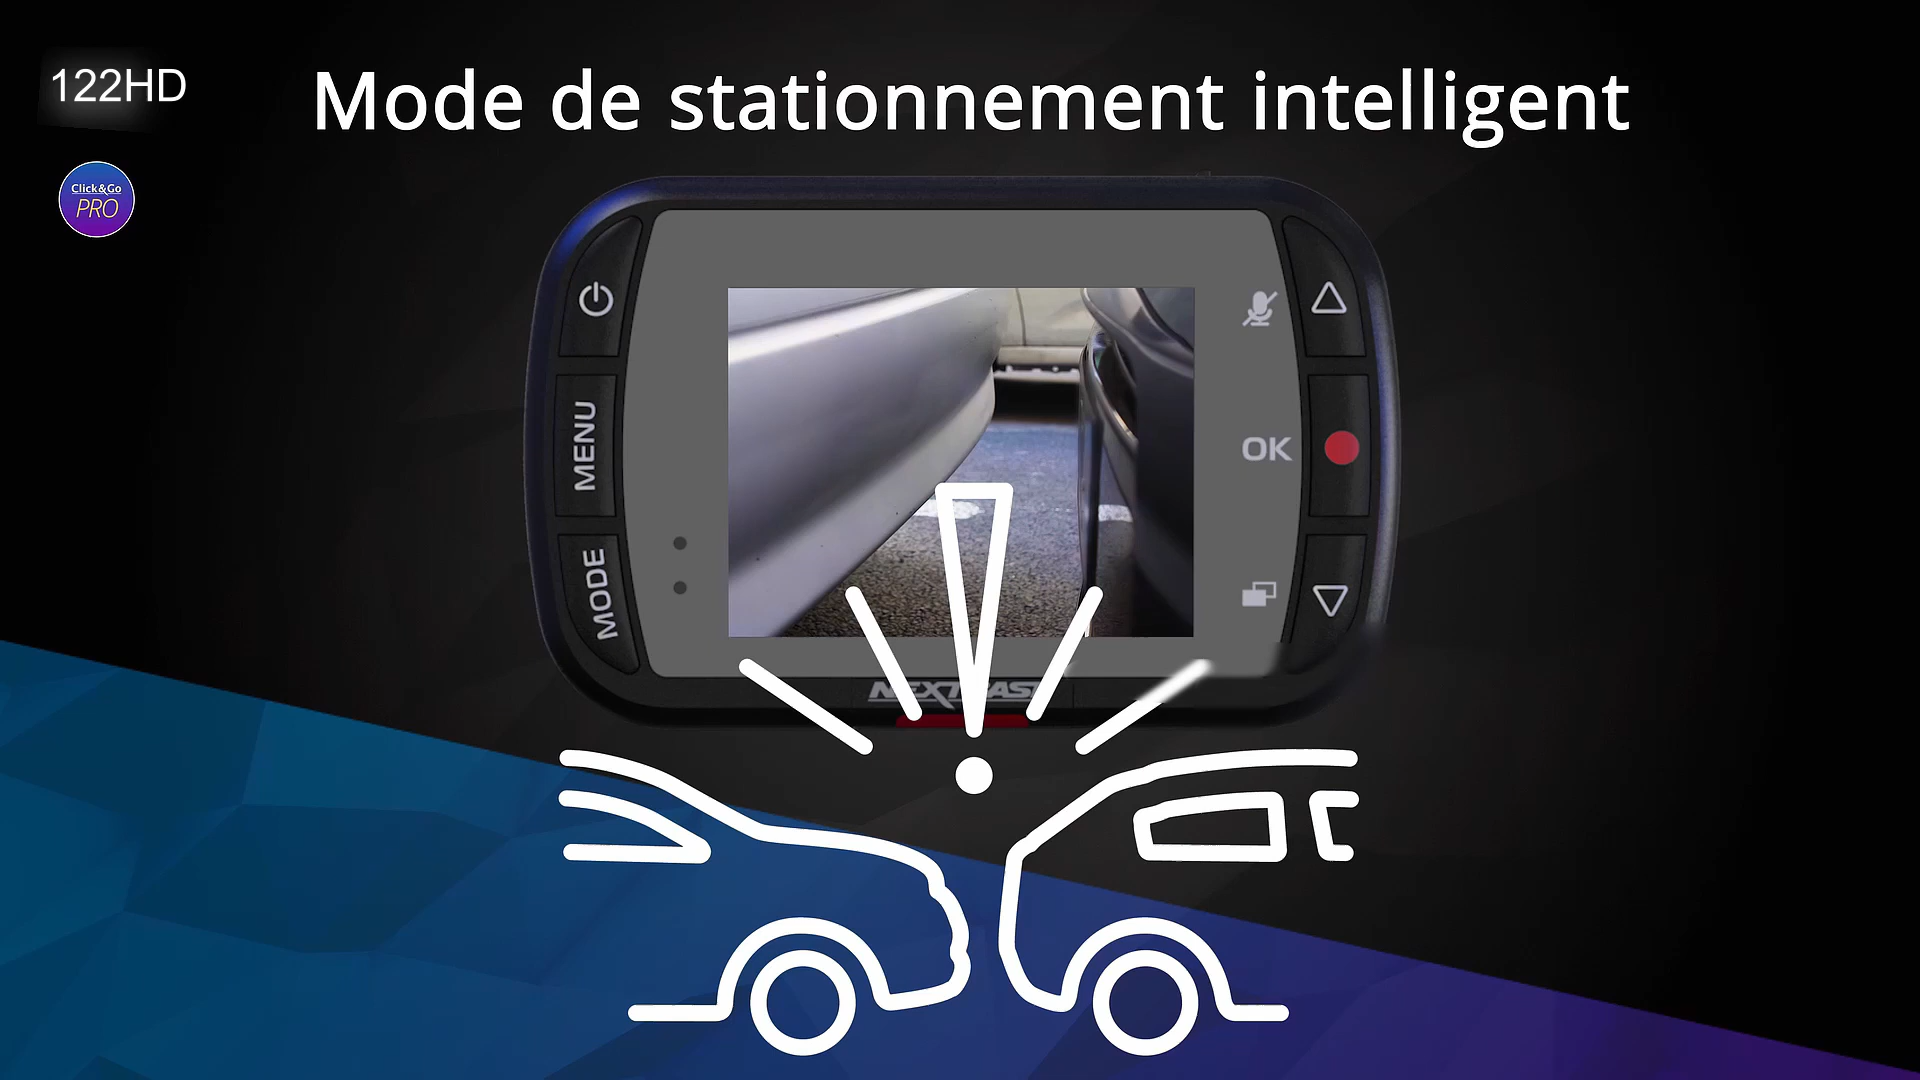 122HD
Mode de stationnement intelligent
Click&Go
PRO
MENU
OK
MODE